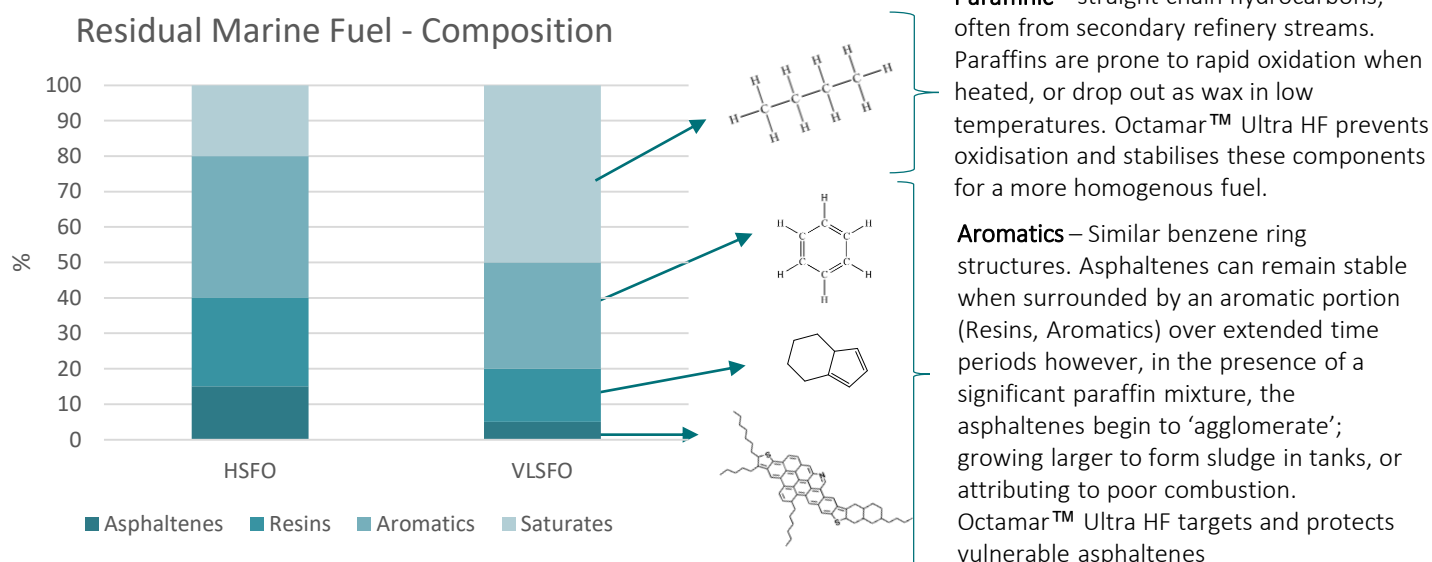 Residual Marine Fuel - Composition
100
90
80
70
60
50
40
30
20
10
0
%
HSFO
VLSFO
Asphaltenes
Resins
Aromatics
Saturates
H
H
H
H
H
H
H
H
H
H
C
C
C
C
H
H
H
H
H
H
C
C
C
C
C
C
S
N
S
Paraffinic – straight chain hydrocarbons,
often from secondary refinery streams.
Paraffins are prone to rapid oxidation when
heated, or drop out as wax in low
temperatures. Octamar™ Ultra HF prevents
oxidisation and stabilises these components
for a more homogenous fuel.
Aromatics – Similar benzene ring
structures. Asphaltenes can remain stable
when surrounded by an aromatic portion
(Resins, Aromatics) over extended time
periods however, in the presence of a
significant paraffin mixture, the
asphaltenes begin to ‘agglomerate’;
growing larger to form sludge in tanks, or
attributing to poor combustion.
Octamar™ Ultra HF targets and protects
vulnerable asphaltenes